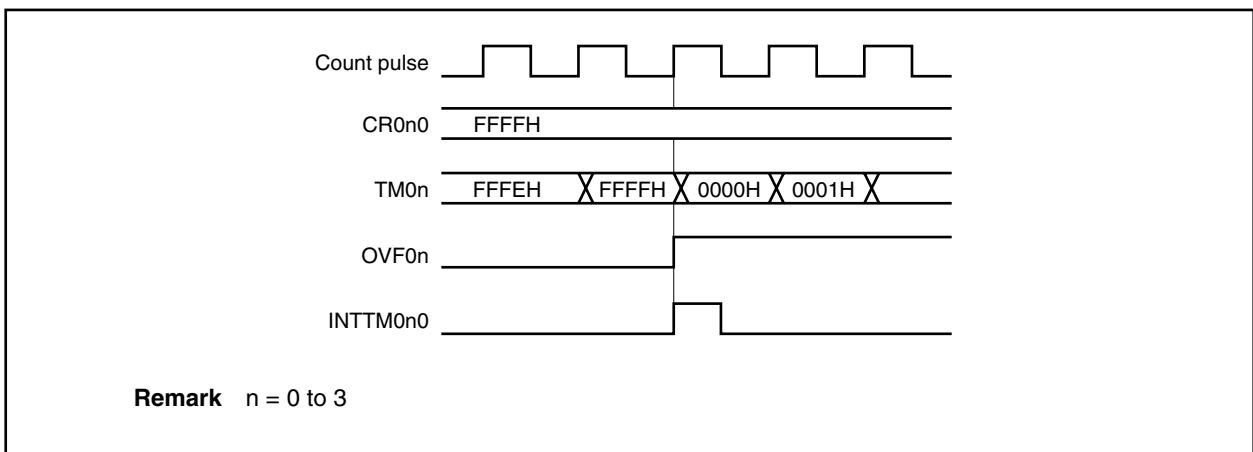 Count pulse
CR0n0 FFFFH
TM0n FFFEH FFFFH 0000H 0001H
OVF0n
INTTM0n0
Remark n = 0 to 3